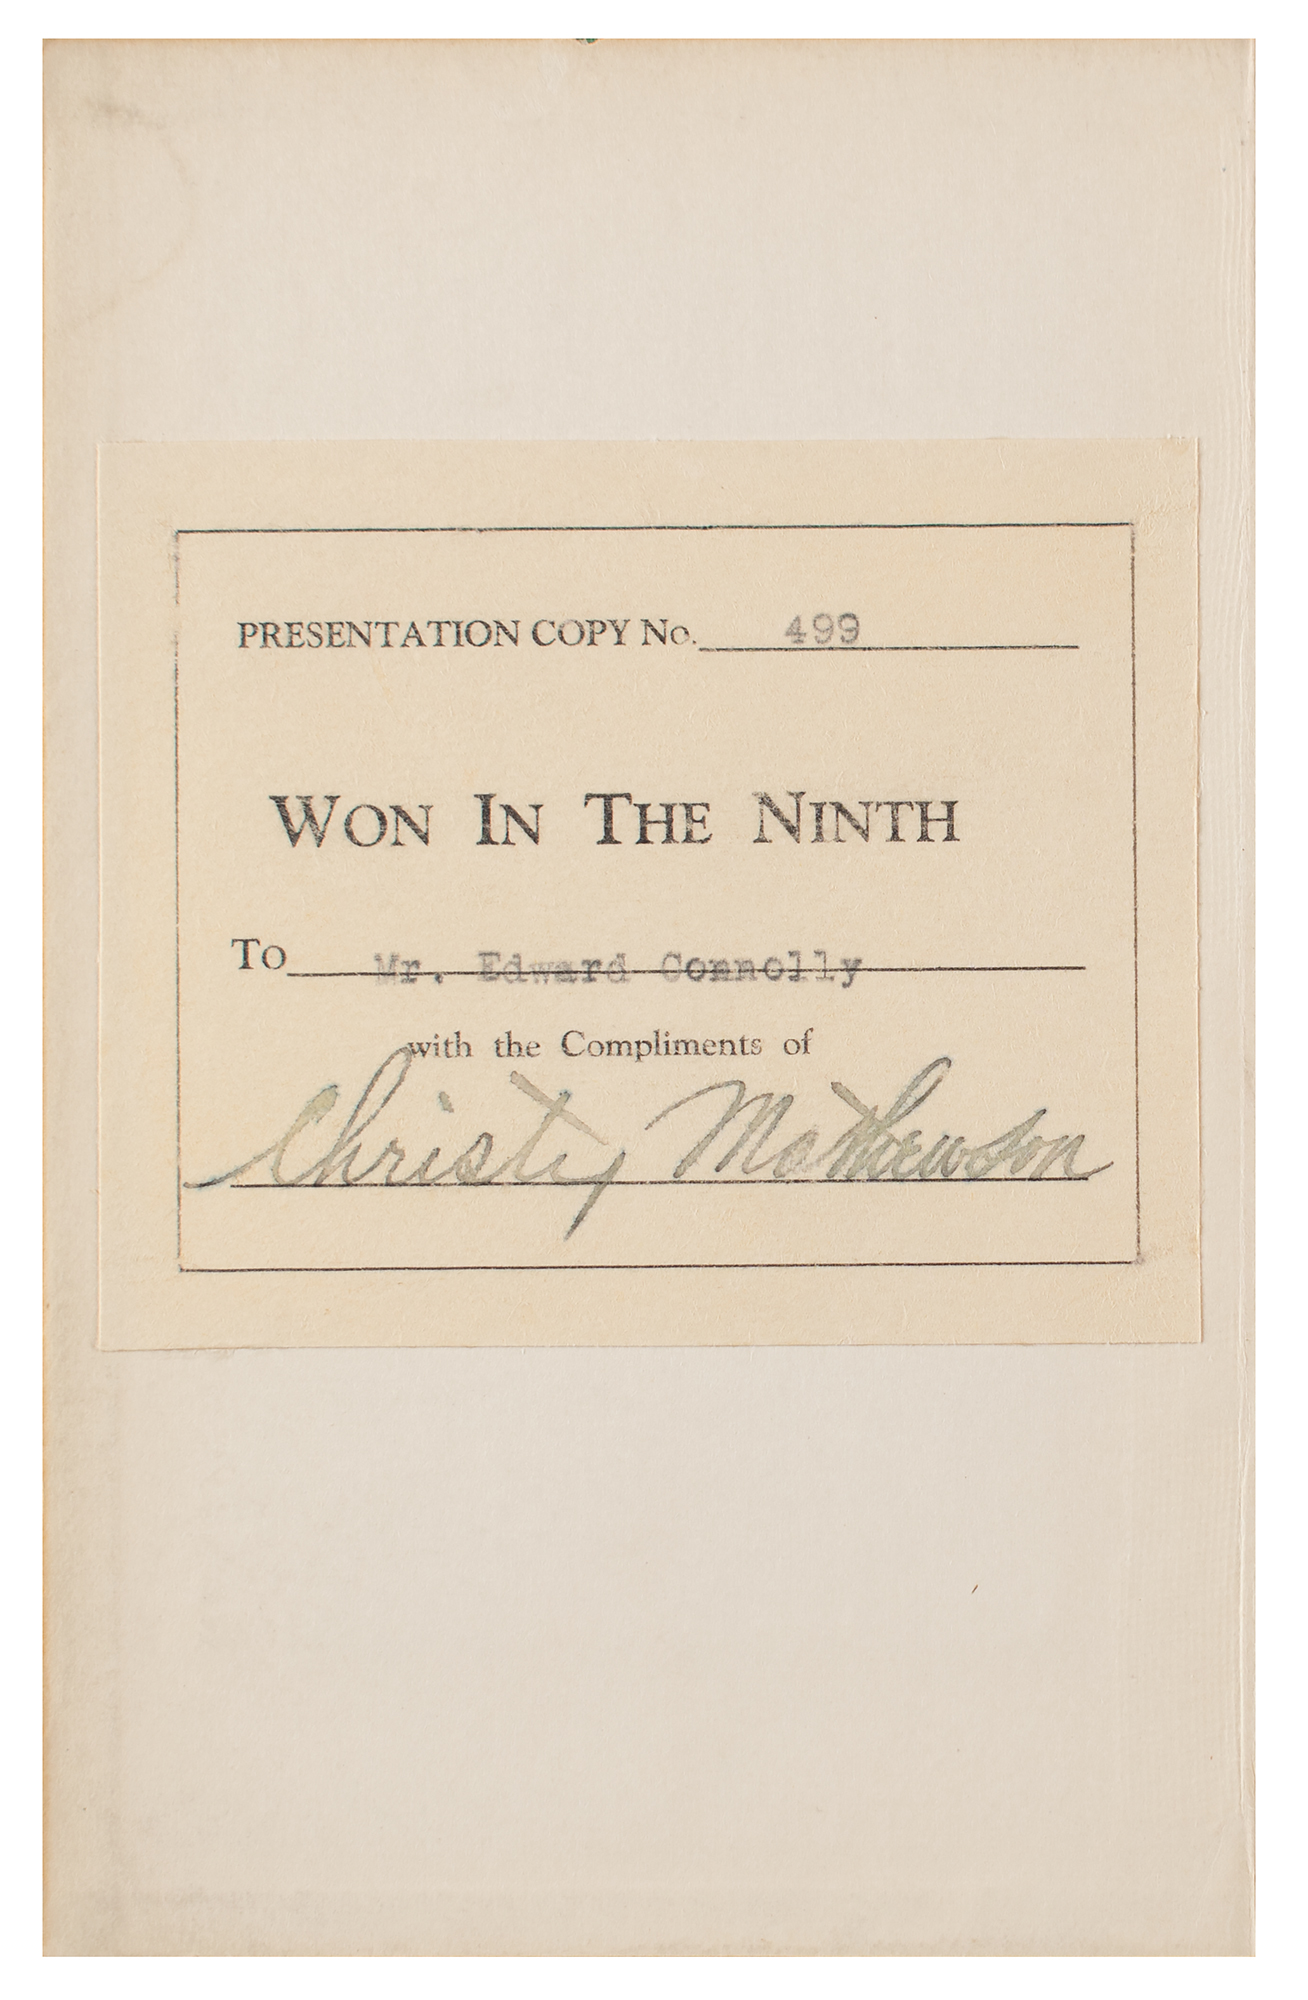 PRESENTATION COPY No. 499
WON IN THE NINTH
To Mr. Edward Connolly
with the Compliments of
Christy Mathewson